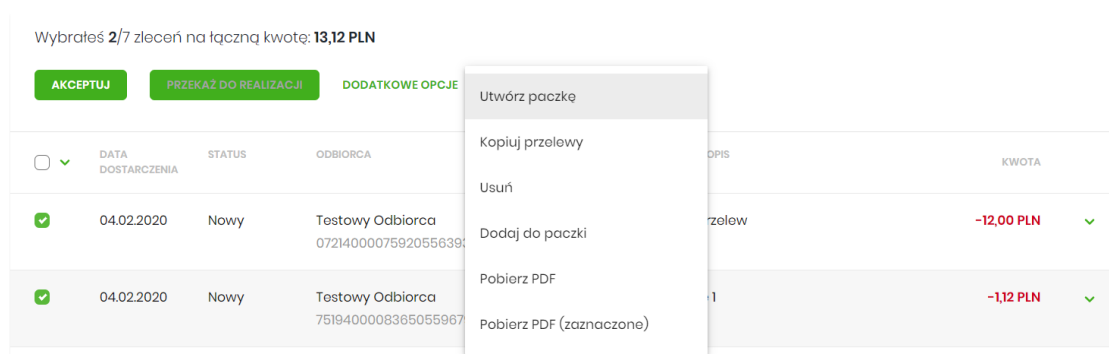 Wybrałeś 2/7 zleceń na łączną kwotę: 13,12 PLN
AKCEPTUJ PRZEKAŻ DO REALIZACJI DODATKOWE OPCJE
Utwórz paczkę
Kopiuj przelewy
Usuń
Dodaj do paczki
Pobierz PDF
Pobierz PDF (zaznaczone)
DATA DOSTARCZENIA STATUS ODBIORCA OPIS KWOTA
04.02.2020 Nowy Testowy Odbiorca rzelew -12,00 PLN
0721400007592055639
04.02.2020 Nowy Testowy Odbiorca 1 -1,12 PLN
751940000836505596